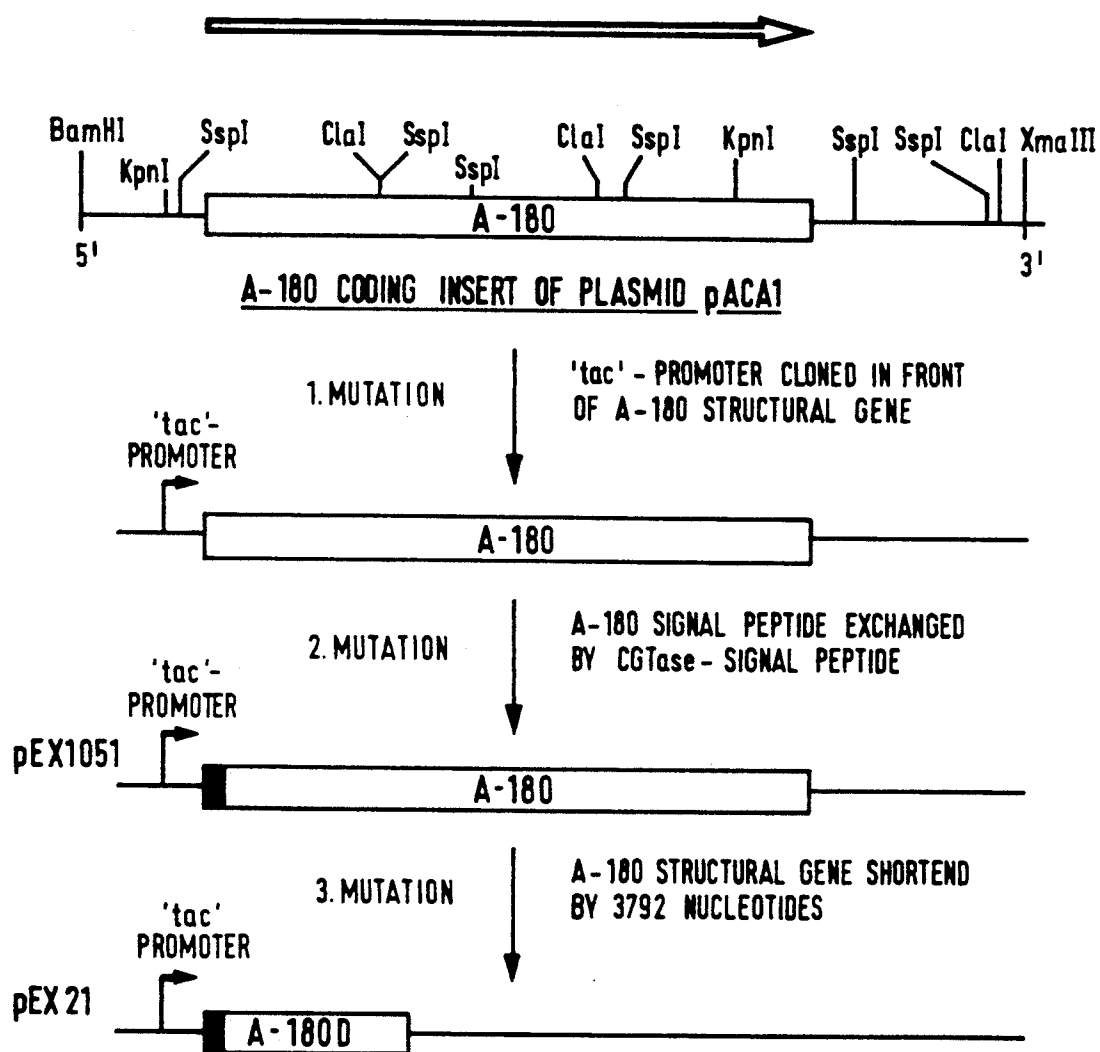 BamHI KpnI SspI ClaI SspI SspI ClaI SspI KpnI SspI SspI ClaI XmaIII
A-180
5' 3'
A-180 CODING INSERT OF PLASMID pACA1
1. MUTATION
'tac' - PROMOTER CLONED IN FRONT
OF A-180 STRUCTURAL GENE
'tac'-
PROMOTER
A-180
2. MUTATION
A-180 SIGNAL PEPTIDE EXCHANGED
BY CGTase - SIGNAL PEPTIDE
'tac'-
PROMOTER
pEX1051
A-180
3. MUTATION
A-180 STRUCTURAL GENE SHORTEND
BY 3792 NUCLEOTIDES
'tac'
PROMOTER
pEX 21
A-180D